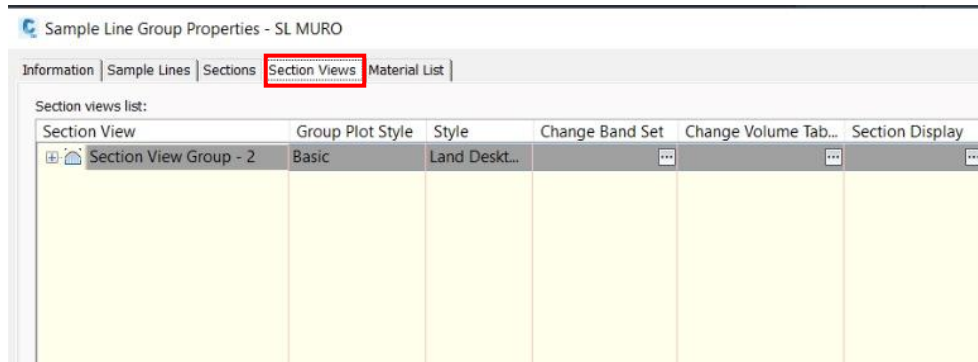 Sample Line Group Properties - SL MURO
Information Sample Lines Sections Section Views Material List
Section views list:
Section View Group Plot Style Style Change Band Set Change Volume Tab... Section Display
Section View Group - 2 Basic Land Deskt... ... ... ...